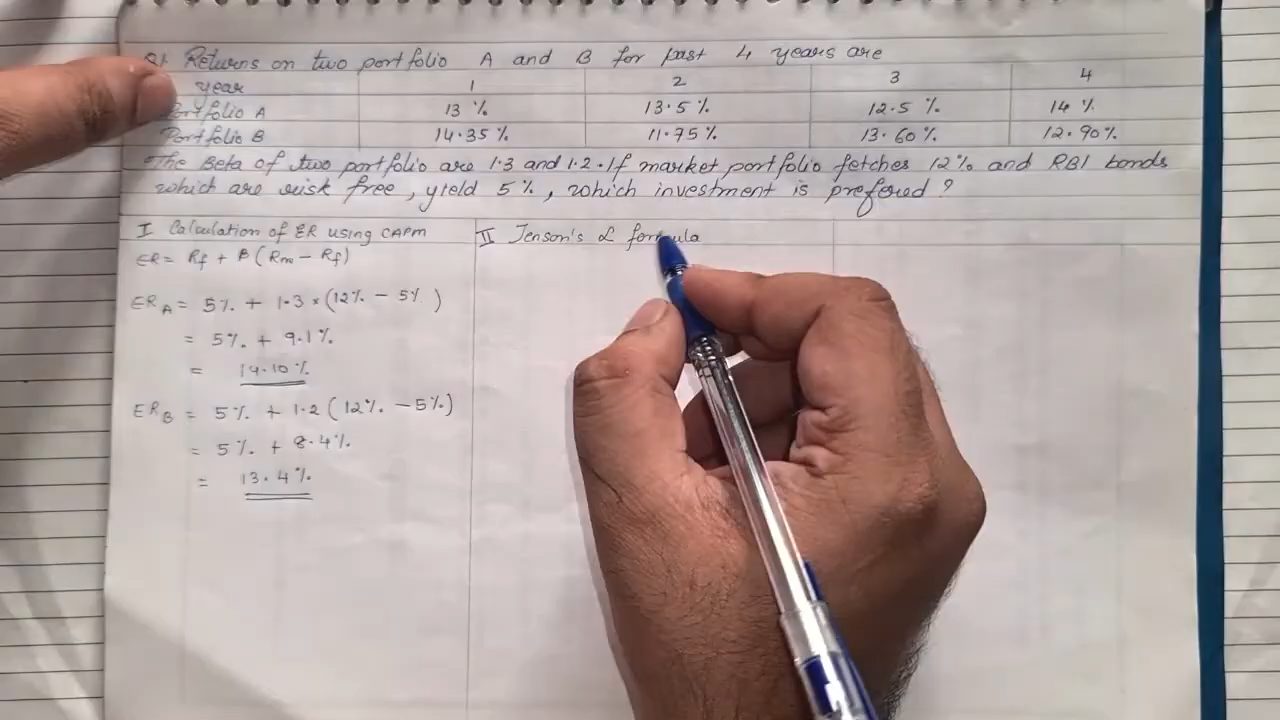 Q1 Returns on two portfolio A and B for past 4 years are
year 1 2 3 4
Portfolio A 13 % 13.5 % 12.5 % 14 %
Portfolio B 14.35 % 11.75 % 13.60 % 12.90 %
The Beta of two portfolio are 1.3 and 1.2. If market portfolio fetches 12% and RBI bonds
which are risk free, yield 5 %, which investment is prefered?
I Calculation of ER using CAPM
ER = Rf + β (Rm - Rf)
ER A = 5% + 1.3 × (12% - 5%)
= 5% + 9.1%
= 14.10%
ER B = 5% + 1.2 (12% - 5%)
= 5% + 8.4%
= 13.4%
II Jenson's α formula